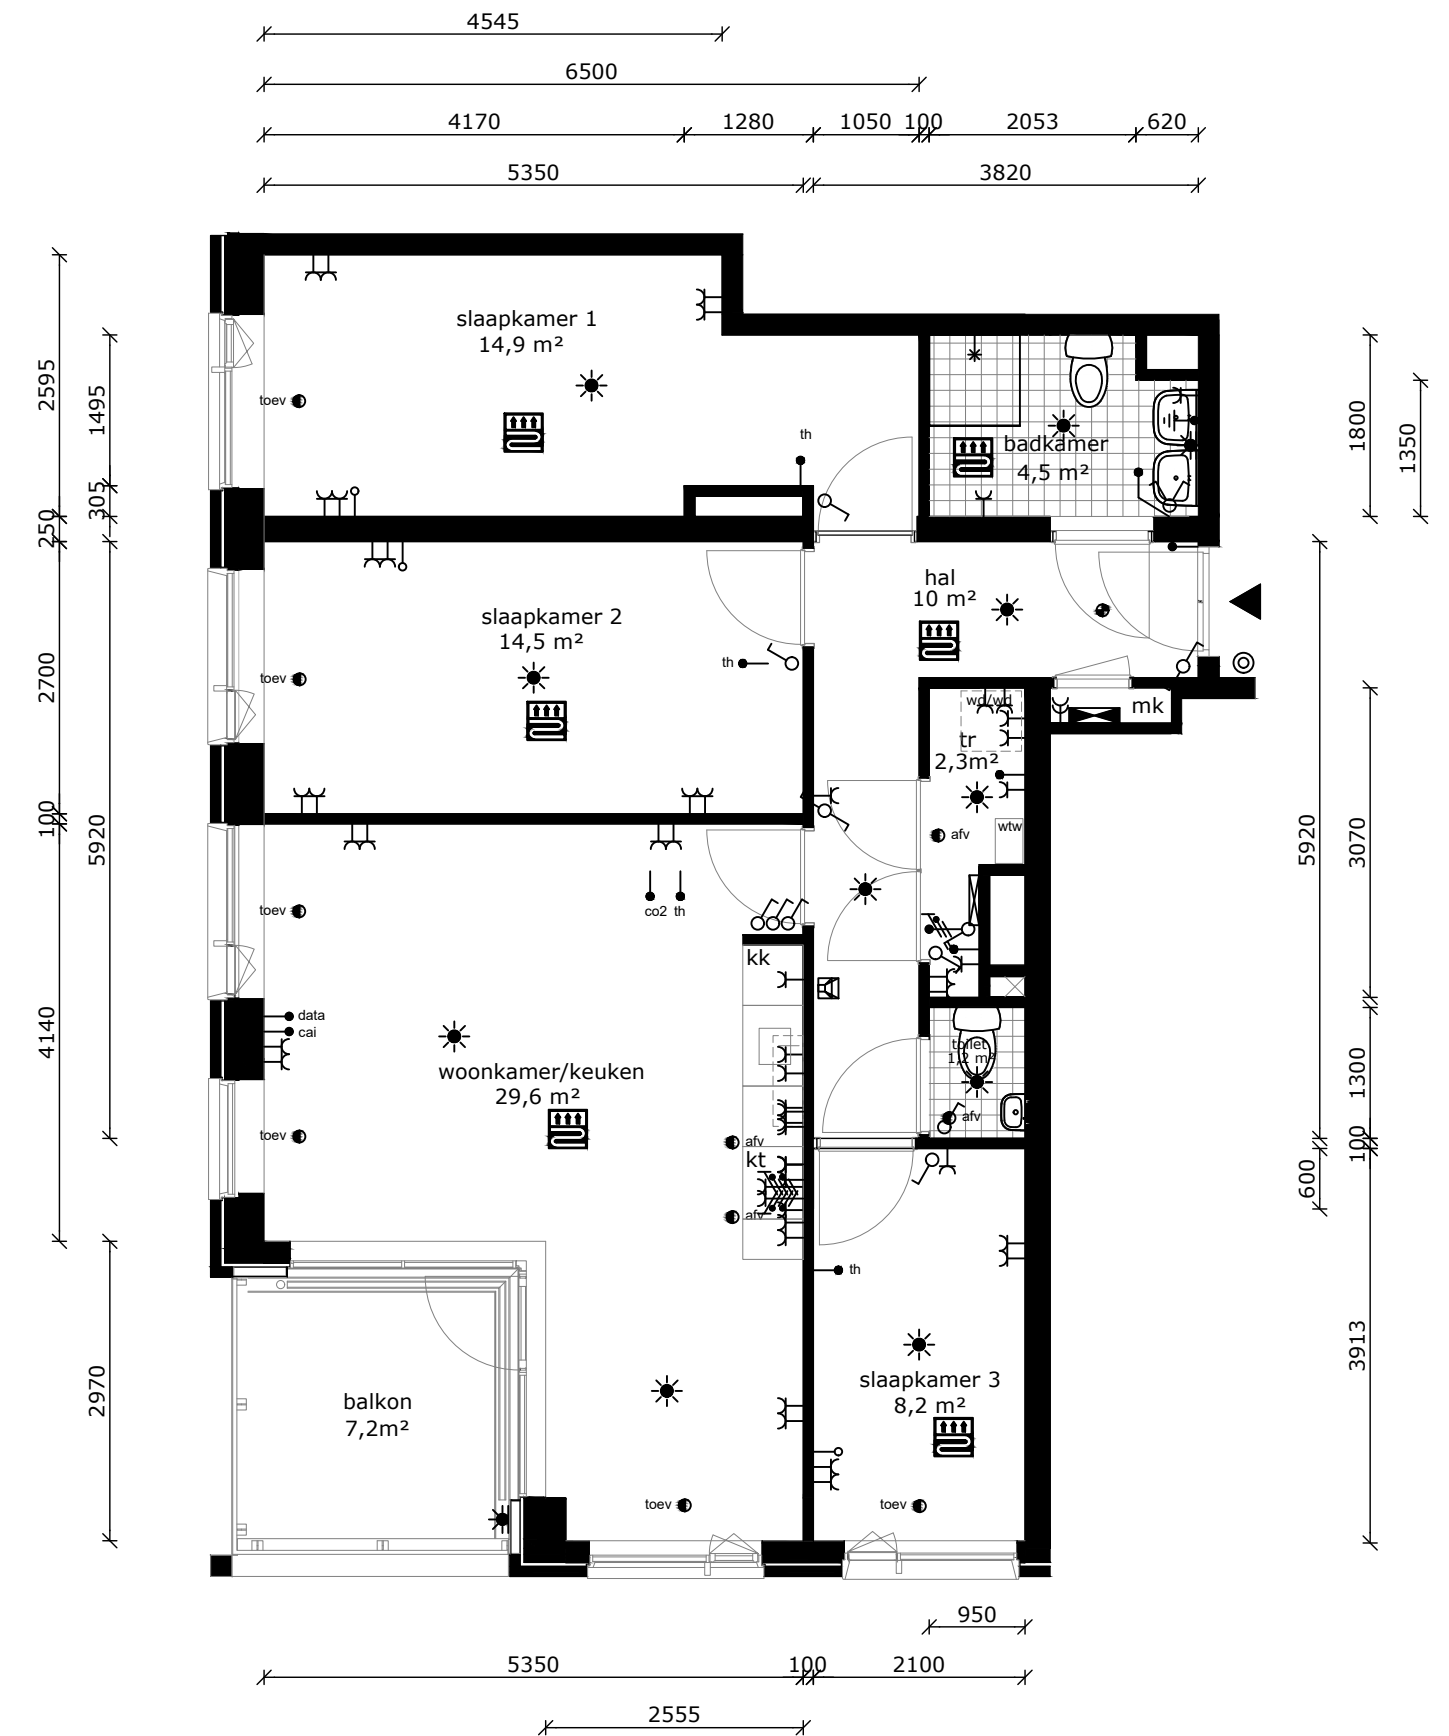 4545
6500
4170 1280 1050 100 2053 620
5350 3820
2595
1495
305
250
2700
100
5920
4140
2970
1800
1350
5920
3070
1300
100
600
3913
slaapkamer 1
14,9 m²
toev
th
badkamer
4,5 m²
slaapkamer 2
14,5 m²
toev
th
hal
10 m²
mk
wd/wd
tr
2,3m²
wtw
afv
toev
co2 th
kk
data
cai
woonkamer/keuken
29,6 m²
toilet
1,2 m²
afv
toev
afv
kt
afv
th
slaapkamer 3
8,2 m²
balkon
7,2m²
toev
toev
950
5350 100 2100
2555